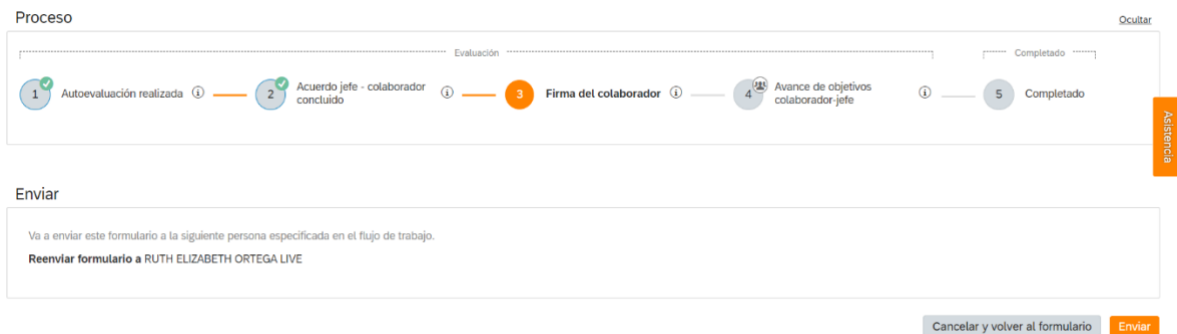 Proceso
Ocultar
Evaluación
Completado
1 Autoevaluación realizada
2 Acuerdo jefe - colaborador
concluido
3 Firma del colaborador
4 Avance de objetivos
colaborador-jefe
5 Completado
Asistencia
Enviar
Va a enviar este formulario a la siguiente persona especificada en el flujo de trabajo.
Reenviar formulario a RUTH ELIZABETH ORTEGA LIVE
Cancelar y volver al formulario
Enviar